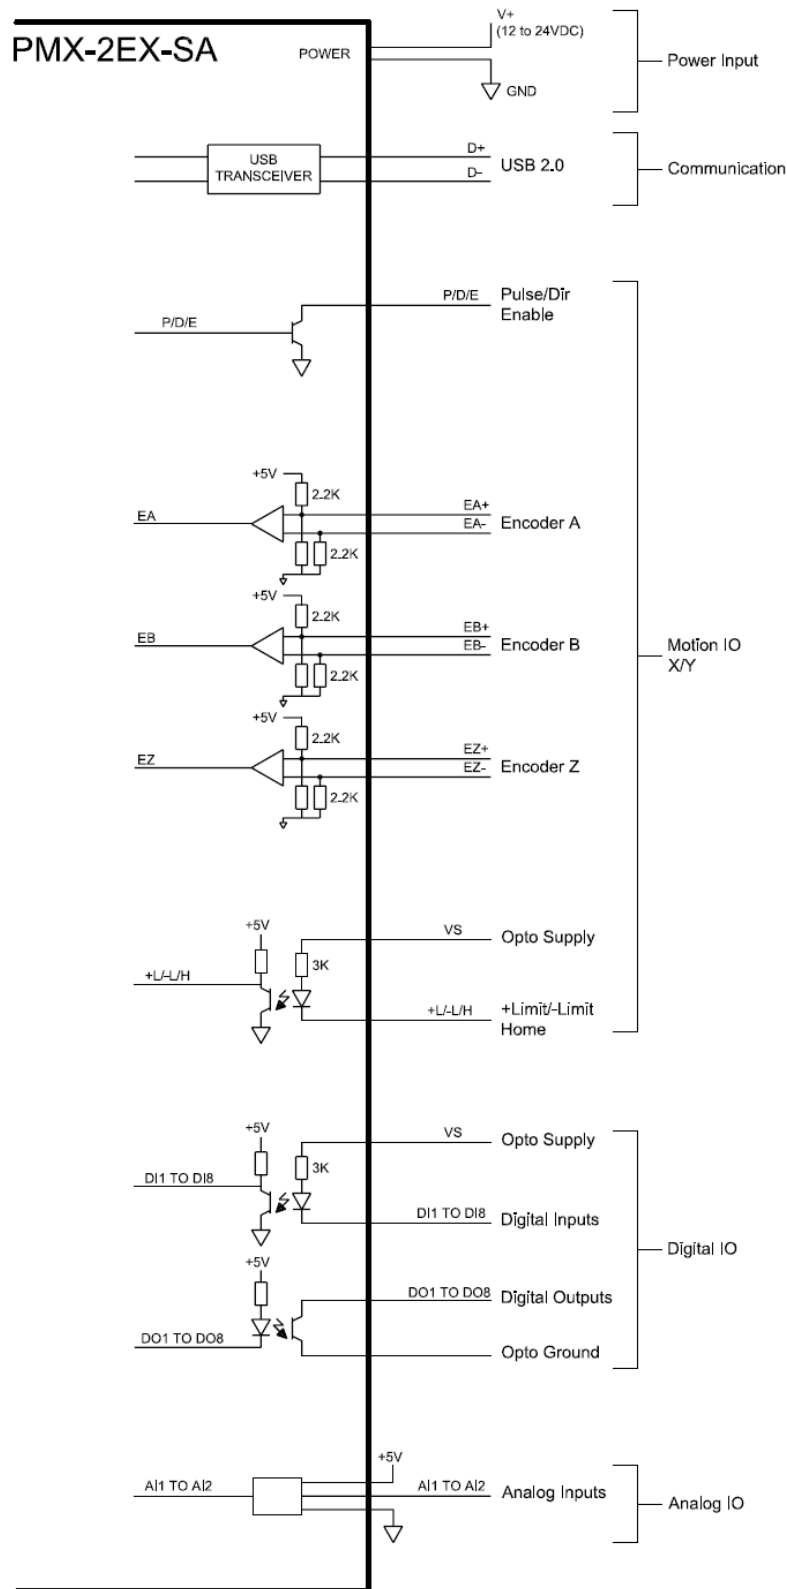 PMX-2EX-SA
POWER
V+
(12 to 24VDC)
GND
Power Input
USB
TRANSCEIVER
D+
D-
USB 2.0
Communication
P/D/E
P/D/E
Pulse/Dir
Enable
+5V
2.2K
EA
EA+
EA-
Encoder A
2.2K
+5V
2.2K
EB
EB+
EB-
Encoder B
2.2K
Motion IO
X/Y
+5V
2.2K
EZ
EZ+
EZ-
Encoder Z
2.2K
+5V
VS
Opto Supply
3K
+L/-L/H
+L/-L/H
+Limit/-Limit
Home
+5V
VS
Opto Supply
3K
DI1 TO DI8
DI1 TO DI8
Digital Inputs
Digital IO
+5V
DO1 TO DO8
Digital Outputs
DO1 TO DO8
Opto Ground
+5V
AI1 TO AI2
AI1 TO AI2
Analog Inputs
Analog IO